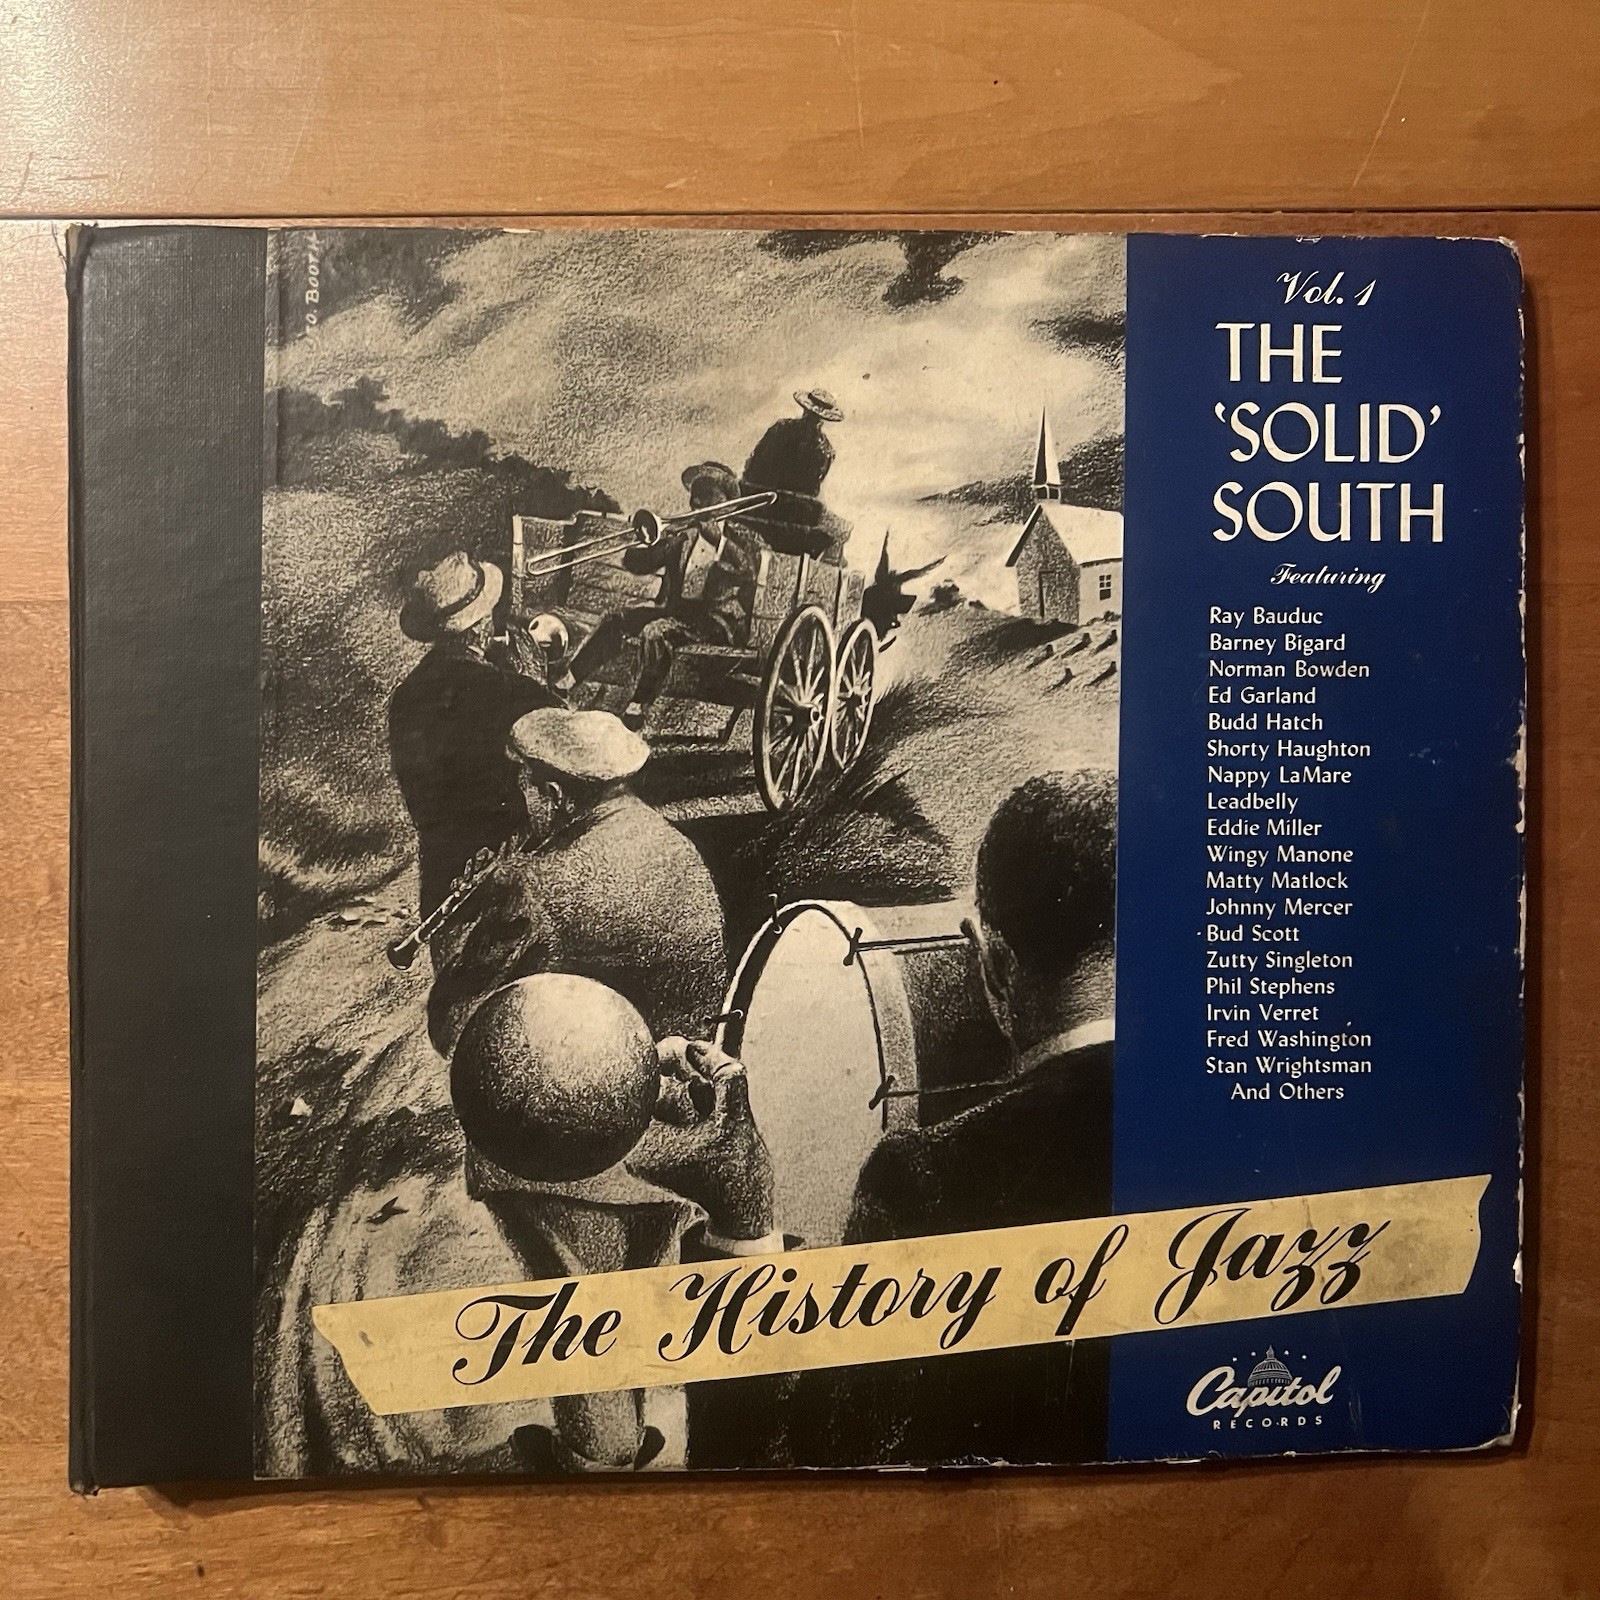 GEO. BOOTH
Vol. 1
THE
‘SOLID’
SOUTH
Featuring
Ray Bauduc
Barney Bigard
Norman Bowden
Ed Garland
Budd Hatch
Shorty Haughton
Nappy LaMare
Leadbelly
Eddie Miller
Wingy Manone
Matty Matlock
Johnny Mercer
Bud Scott
Zutty Singleton
Phil Stephens
Irvin Verret
Fred Washington
Stan Wrightsman
And Others
The History of Jazz
Capitol
RECORDS